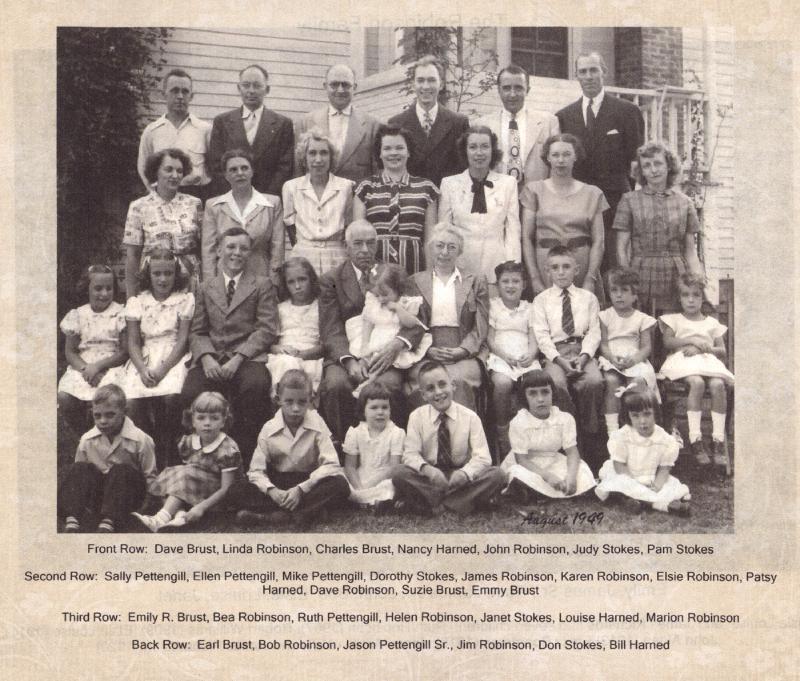 August 1949
Front Row: Dave Brust, Linda Robinson, Charles Brust, Nancy Harned, John Robinson, Judy Stokes, Pam Stokes
Second Row: Sally Pettengill, Ellen Pettengill, Mike Pettengill, Dorothy Stokes, James Robinson, Karen Robinson, Elsie Robinson, Patsy
Harned, Dave Robinson, Suzie Brust, Emmy Brust
Third Row: Emily R. Brust, Bea Robinson, Ruth Pettengill, Helen Robinson, Janet Stokes, Louise Harned, Marion Robinson
Back Row: Earl Brust, Bob Robinson, Jason Pettengill Sr., Jim Robinson, Don Stokes, Bill Harned